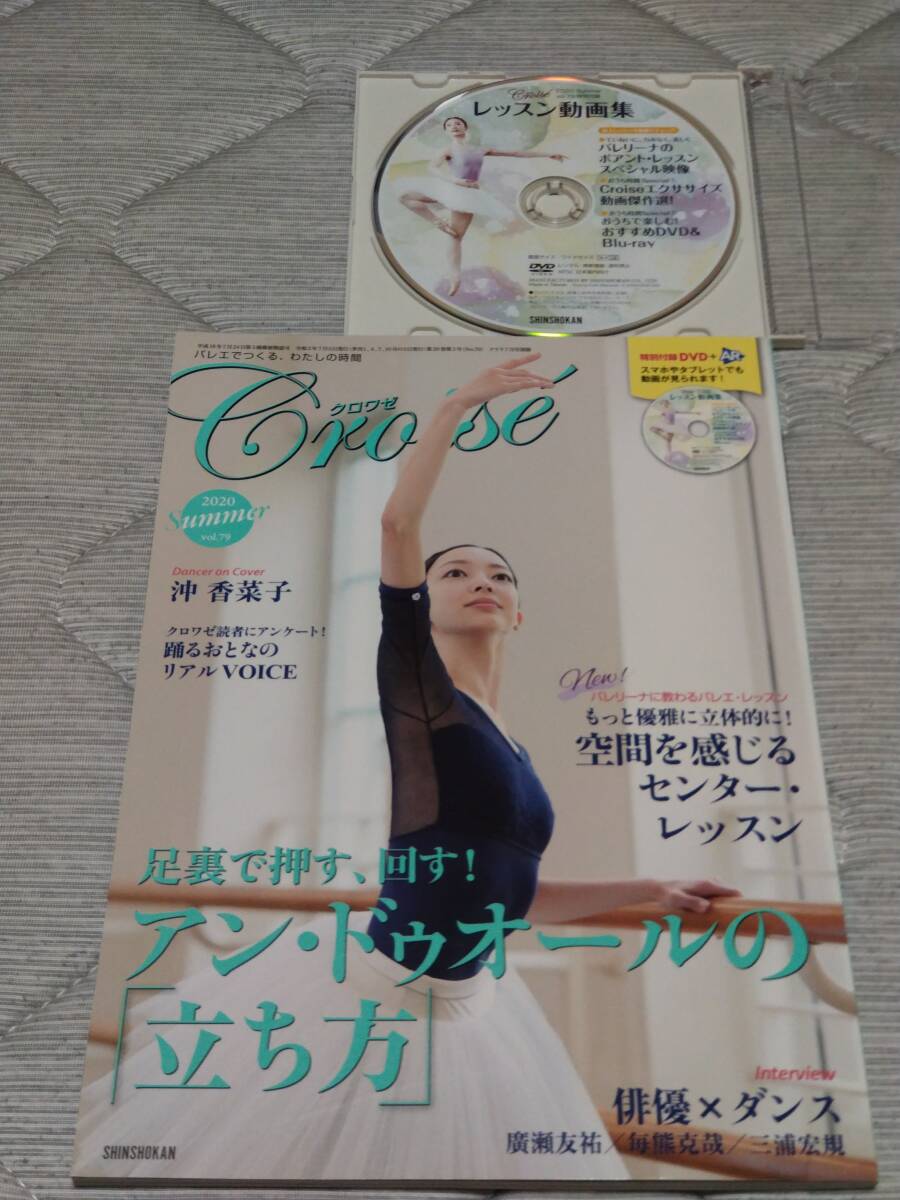 Croisé
レッスン動画集
バレリーナの
ポアント・レッスン
スペシャル映像
Croiseエクササイズ
動画傑作選!
おうちで楽しむ!
おすすめDVD&
Blu-ray
DVD
SHINSHOKAN
バレエでつくる、わたしの時間
クロワゼ
Croisé
特別付録 DVD+AR
スマホやタブレットでも
動画が見られます!
レッスン動画集
2020
Summer
vol.79
Dancer on Cover
沖 香菜子
クロワゼ読者にアンケート!
踊るおとなの
リアルVOICE
New!
バレリーナに教わるバレエ・レッスン
もっと優雅に立体的に!
空間を感じる
センター・
レッスン
足裏で押す、回す!
アン・ドゥオールの
「立ち方」
Interview
俳優×ダンス
廣瀬友祐/毎熊克哉/三浦宏規
SHINSHOKAN